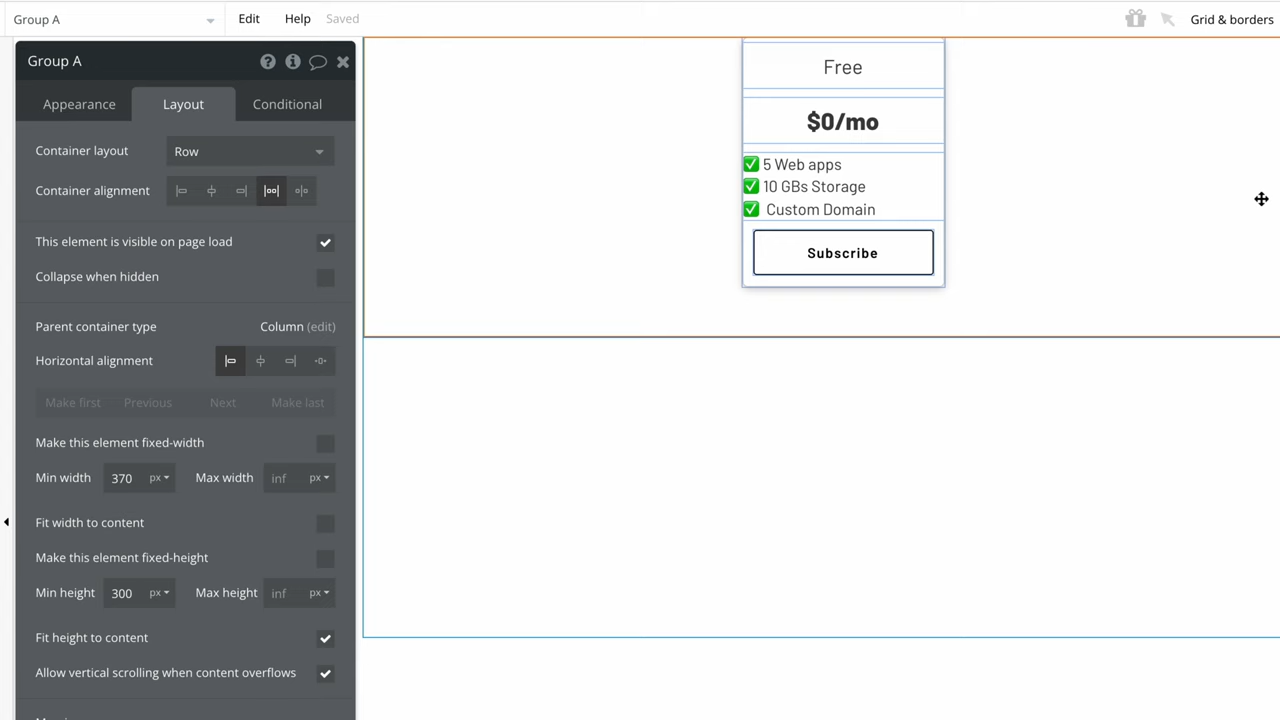 Group A
Edit
Help
Saved
Grid & borders
Group A
Appearance
Layout
Conditional
Container layout
Row
Container alignment
This element is visible on page load
Collapse when hidden
Parent container type
Column (edit)
Horizontal alignment
Make first
Previous
Next
Make last
Make this element fixed-width
Min width
370
px
Max width
inf
px
Fit width to content
Make this element fixed-height
Min height
300
px
Max height
inf
px
Fit height to content
Allow vertical scrolling when content overflows
Free
$0/mo
✅ 5 Web apps
✅ 10 GBs Storage
✅ Custom Domain
Subscribe